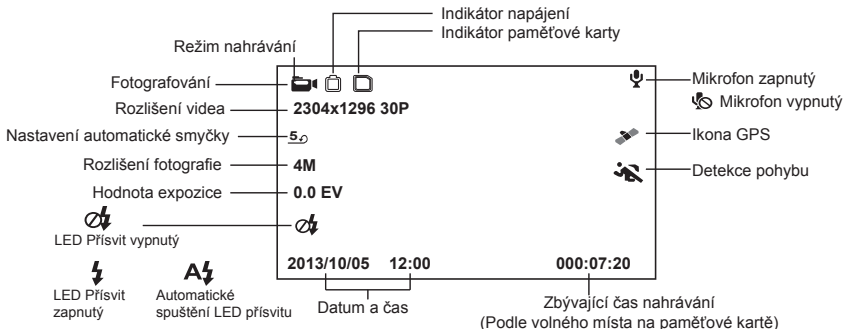 Indikátor napájení
Indikátor paměťové karty
Režim nahrávání
Fotografování
Mikrofon zapnutý
Mikrofon vypnutý
Rozlišení videa
2304x1296 30P
Nastavení automatické smyčky
5
Ikona GPS
Rozlišení fotografie
4M
Detekce pohybu
Hodnota expozice
0.0 EV
LED Přísvit vypnutý
2013/10/05 12:00 000:07:20
A
LED Přísvit
zapnutý
Automatické
spuštění LED přísvitu
Datum a čas
Zbývající čas nahrávání
(Podle volného místa na paměťové kartě)